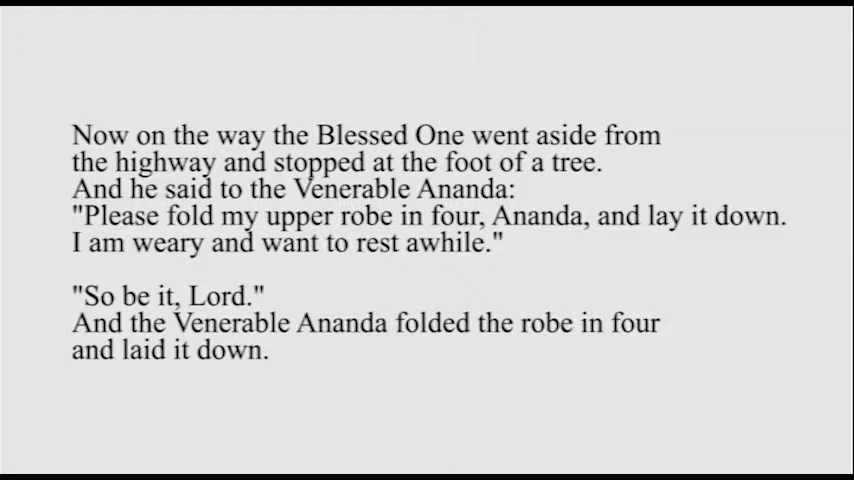 Now on the way the Blessed One went aside from
the highway and stopped at the foot of a tree.
And he said to the Venerable Ananda:
"Please fold my upper robe in four, Ananda, and lay it down.
I am weary and want to rest awhile."
"So be it, Lord."
And the Venerable Ananda folded the robe in four
and laid it down.